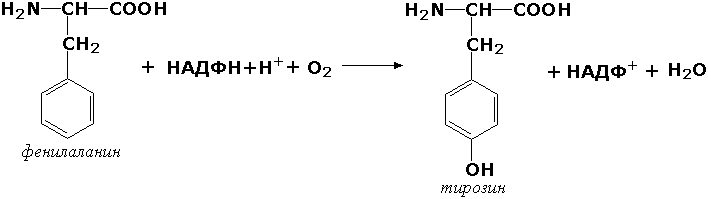 H₂N—CH—COOH
CH₂
+ НАДФН+H⁺+ O₂
фенилаланин
H₂N—CH—COOH
CH₂
OH
тирозин
+ НАДФ⁺ + H₂O